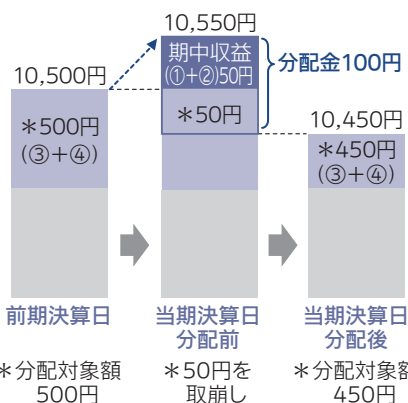 10,550円
期中収益
(①+②)50円
分配金100円
10,500円
＊50円
10,450円
＊500円
(③+④)
＊450円
(③+④)
前期決算日
当期決算日
分配前
当期決算日
分配後
＊分配対象額
500円
＊50円を
取崩し
＊分配対象額
450円